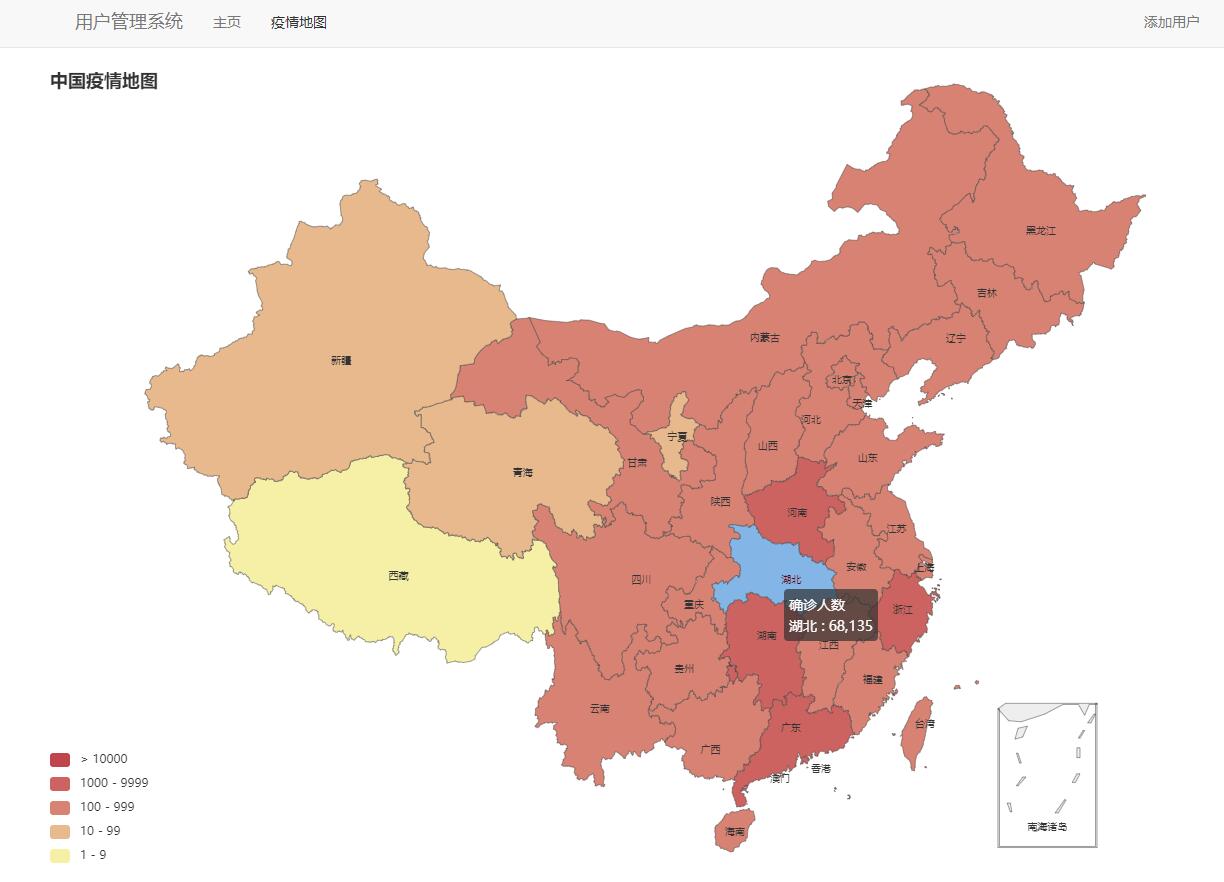 用户管理系统 主页 疫情地图 添加用户
中国疫情地图
黑龙江
吉林
内蒙古
辽宁
新疆
北京
天津
河北
宁夏
山西
山东
甘肃
青海
陕西
河南
江苏
安徽
上海
西藏
四川
湖北
重庆
确诊人数
湖北 : 68,135
浙江
湖南
江西
贵州
福建
云南
台湾
广东
广西
香港
澳门
海南
南海诸岛
> 10000
1000 - 9999
100 - 999
10 - 99
1 - 9